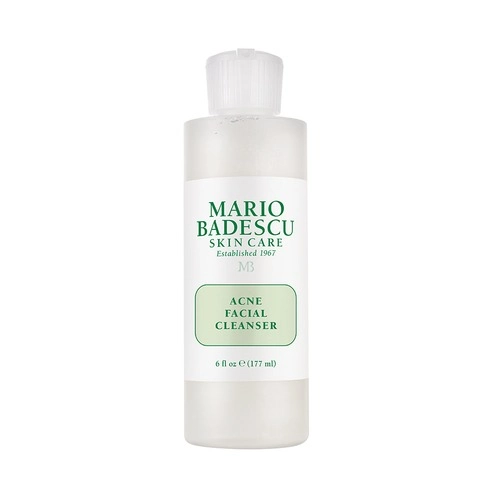 MARIO
BADESCU
SKIN CARE
Established 1967
MB
ACNE
FACIAL
CLEANSER
6 fl oz ℮ (177 ml)